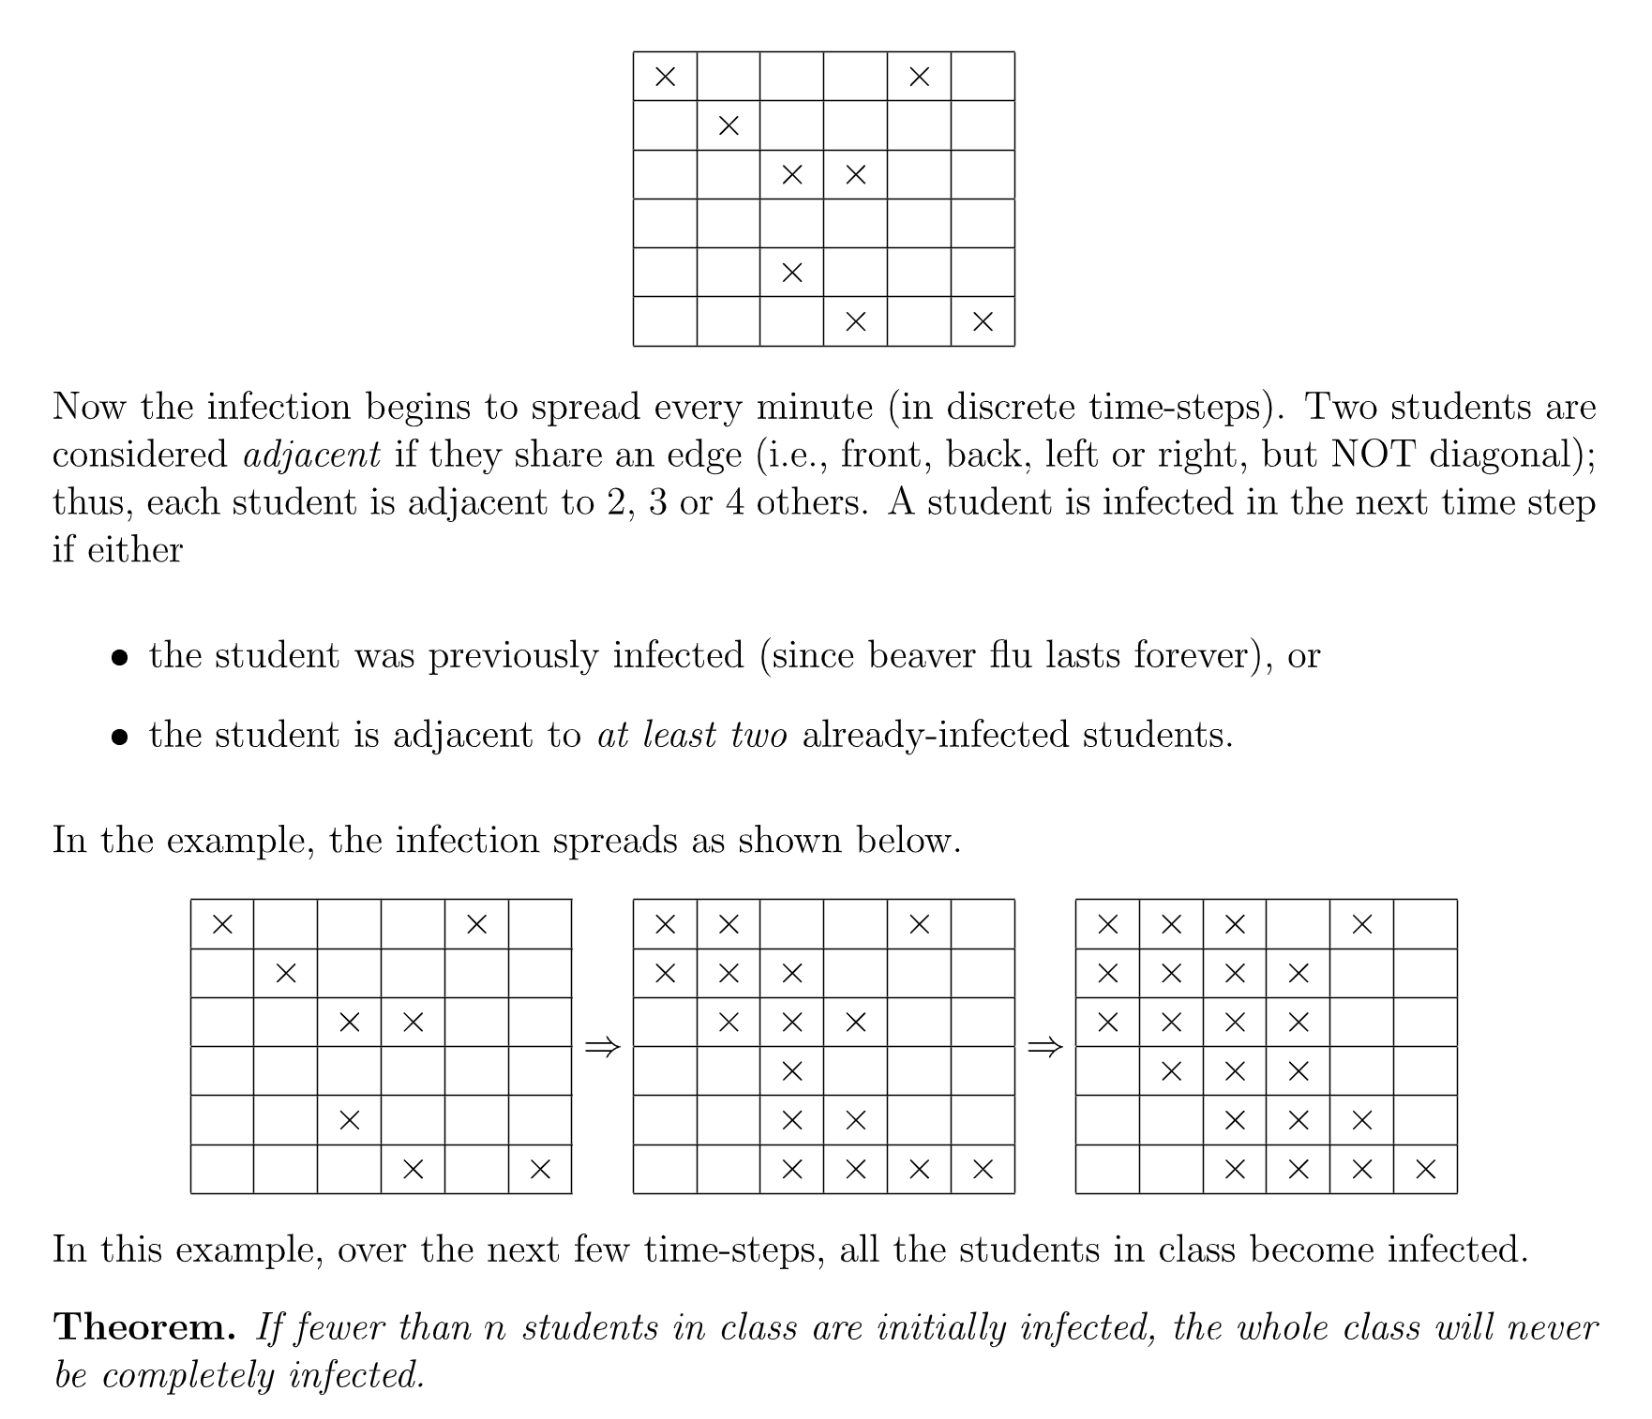 × ×
×
× ×
×
× ×
Now the infection begins to spread every minute (in discrete time-steps). Two students are
considered adjacent if they share an edge (i.e., front, back, left or right, but NOT diagonal);
thus, each student is adjacent to 2, 3 or 4 others. A student is infected in the next time step
if either
• the student was previously infected (since beaver flu lasts forever), or
• the student is adjacent to at least two already-infected students.
In the example, the infection spreads as shown below.
× × × × × × × × ×
× × × × × × × ×
× × × × × × × × ×
⇒ ⇒
× × × ×
× × × × × ×
× × × × × × × × × ×
In this example, over the next few time-steps, all the students in class become infected.
Theorem. If fewer than n students in class are initially infected, the whole class will never
be completely infected.